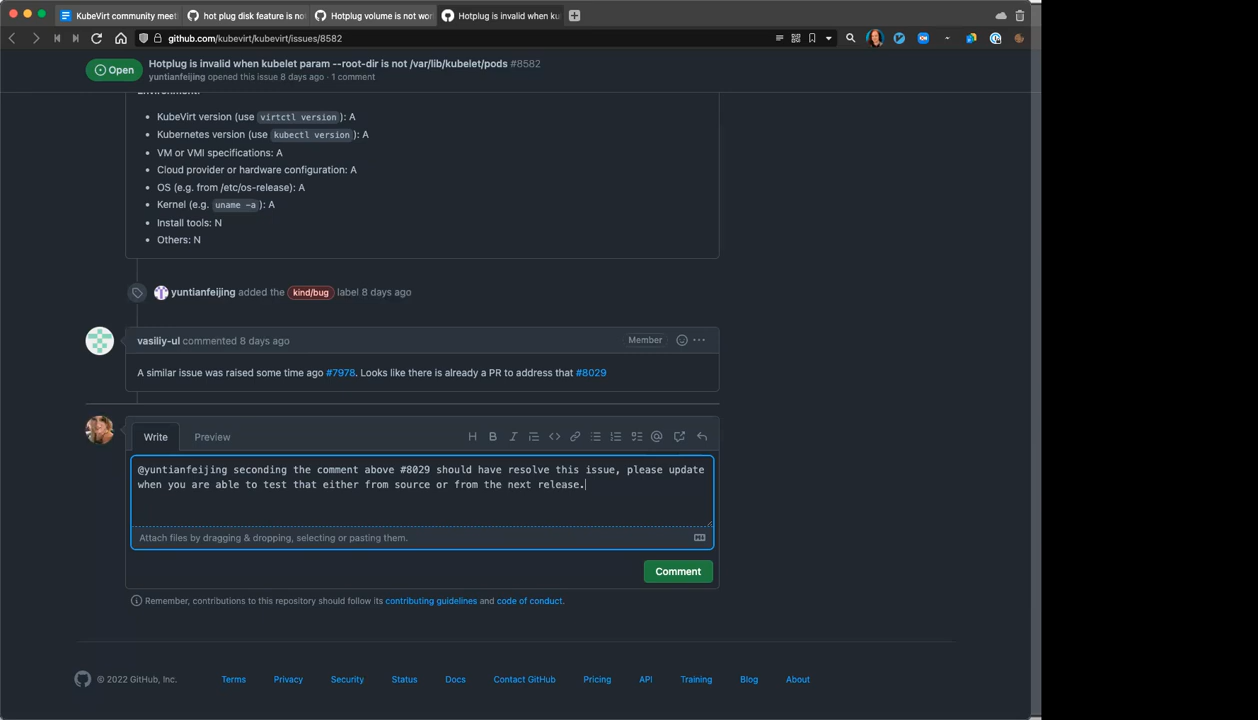 KubeVirt community meeti
hot plug disk feature is no
Hotplug volume is not wor
Hotplug is invalid when ku
github.com/kubevirt/kubevirt/issues/8582
Open
Hotplug is invalid when kubelet param --root-dir is not /var/lib/kubelet/pods #8582
yuntianfeijing opened this issue 8 days ago · 1 comment
Environment:
• KubeVirt version (use virtctl version): A
• Kubernetes version (use kubectl version): A
• VM or VMI specifications: A
• Cloud provider or hardware configuration: A
• OS (e.g. from /etc/os-release): A
• Kernel (e.g. uname -a): A
• Install tools: N
• Others: N
yuntianfeijing added the kind/bug label 8 days ago
vasiliy-ul commented 8 days ago
Member
A similar issue was raised some time ago #7978. Looks like there is already a PR to address that #8029
Write
Preview
@yuntianfeijing seconding the comment above #8029 should have resolve this issue, please update
when you are able to test that either from source or from the next release.
Attach files by dragging & dropping, selecting or pasting them.
Comment
Remember, contributions to this repository should follow its contributing guidelines and code of conduct.
© 2022 GitHub, Inc.
Terms
Privacy
Security
Status
Docs
Contact GitHub
Pricing
API
Training
Blog
About